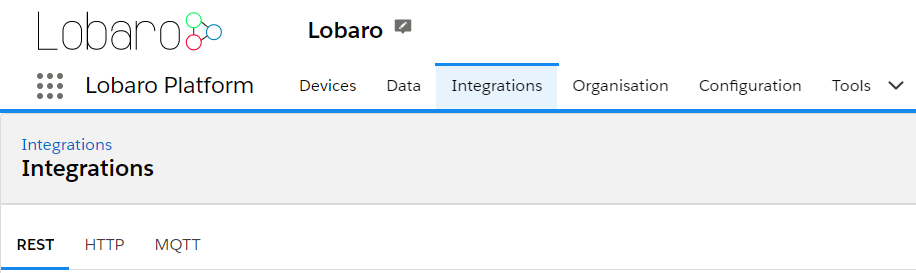 Lobaro
Lobaro
Lobaro Platform Devices Data Integrations Organisation Configuration Tools
Integrations
Integrations
REST HTTP MQTT